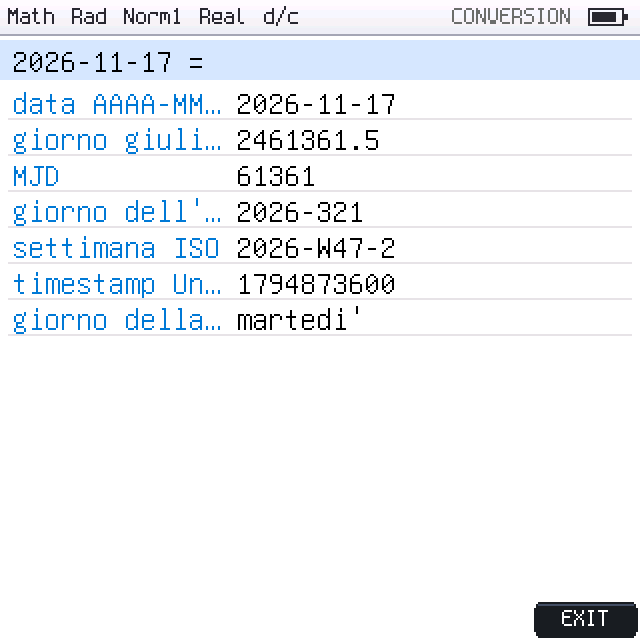 Math Rad Norm1 Real d/c CONVERSION
2026-11-17 =
data AAAA-MM… 2026-11-17
giorno giuli… 2461361.5
MJD 61361
giorno dell'… 2026-321
settimana ISO 2026-W47-2
timestamp Un… 1794873600
giorno della… martedi'
EXIT